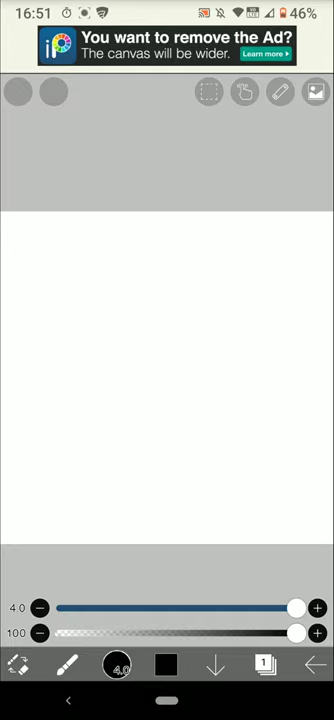 16:51
46%
iP
You want to remove the Ad?
The canvas will be wider.
Learn more
4.0
100
4.0
1